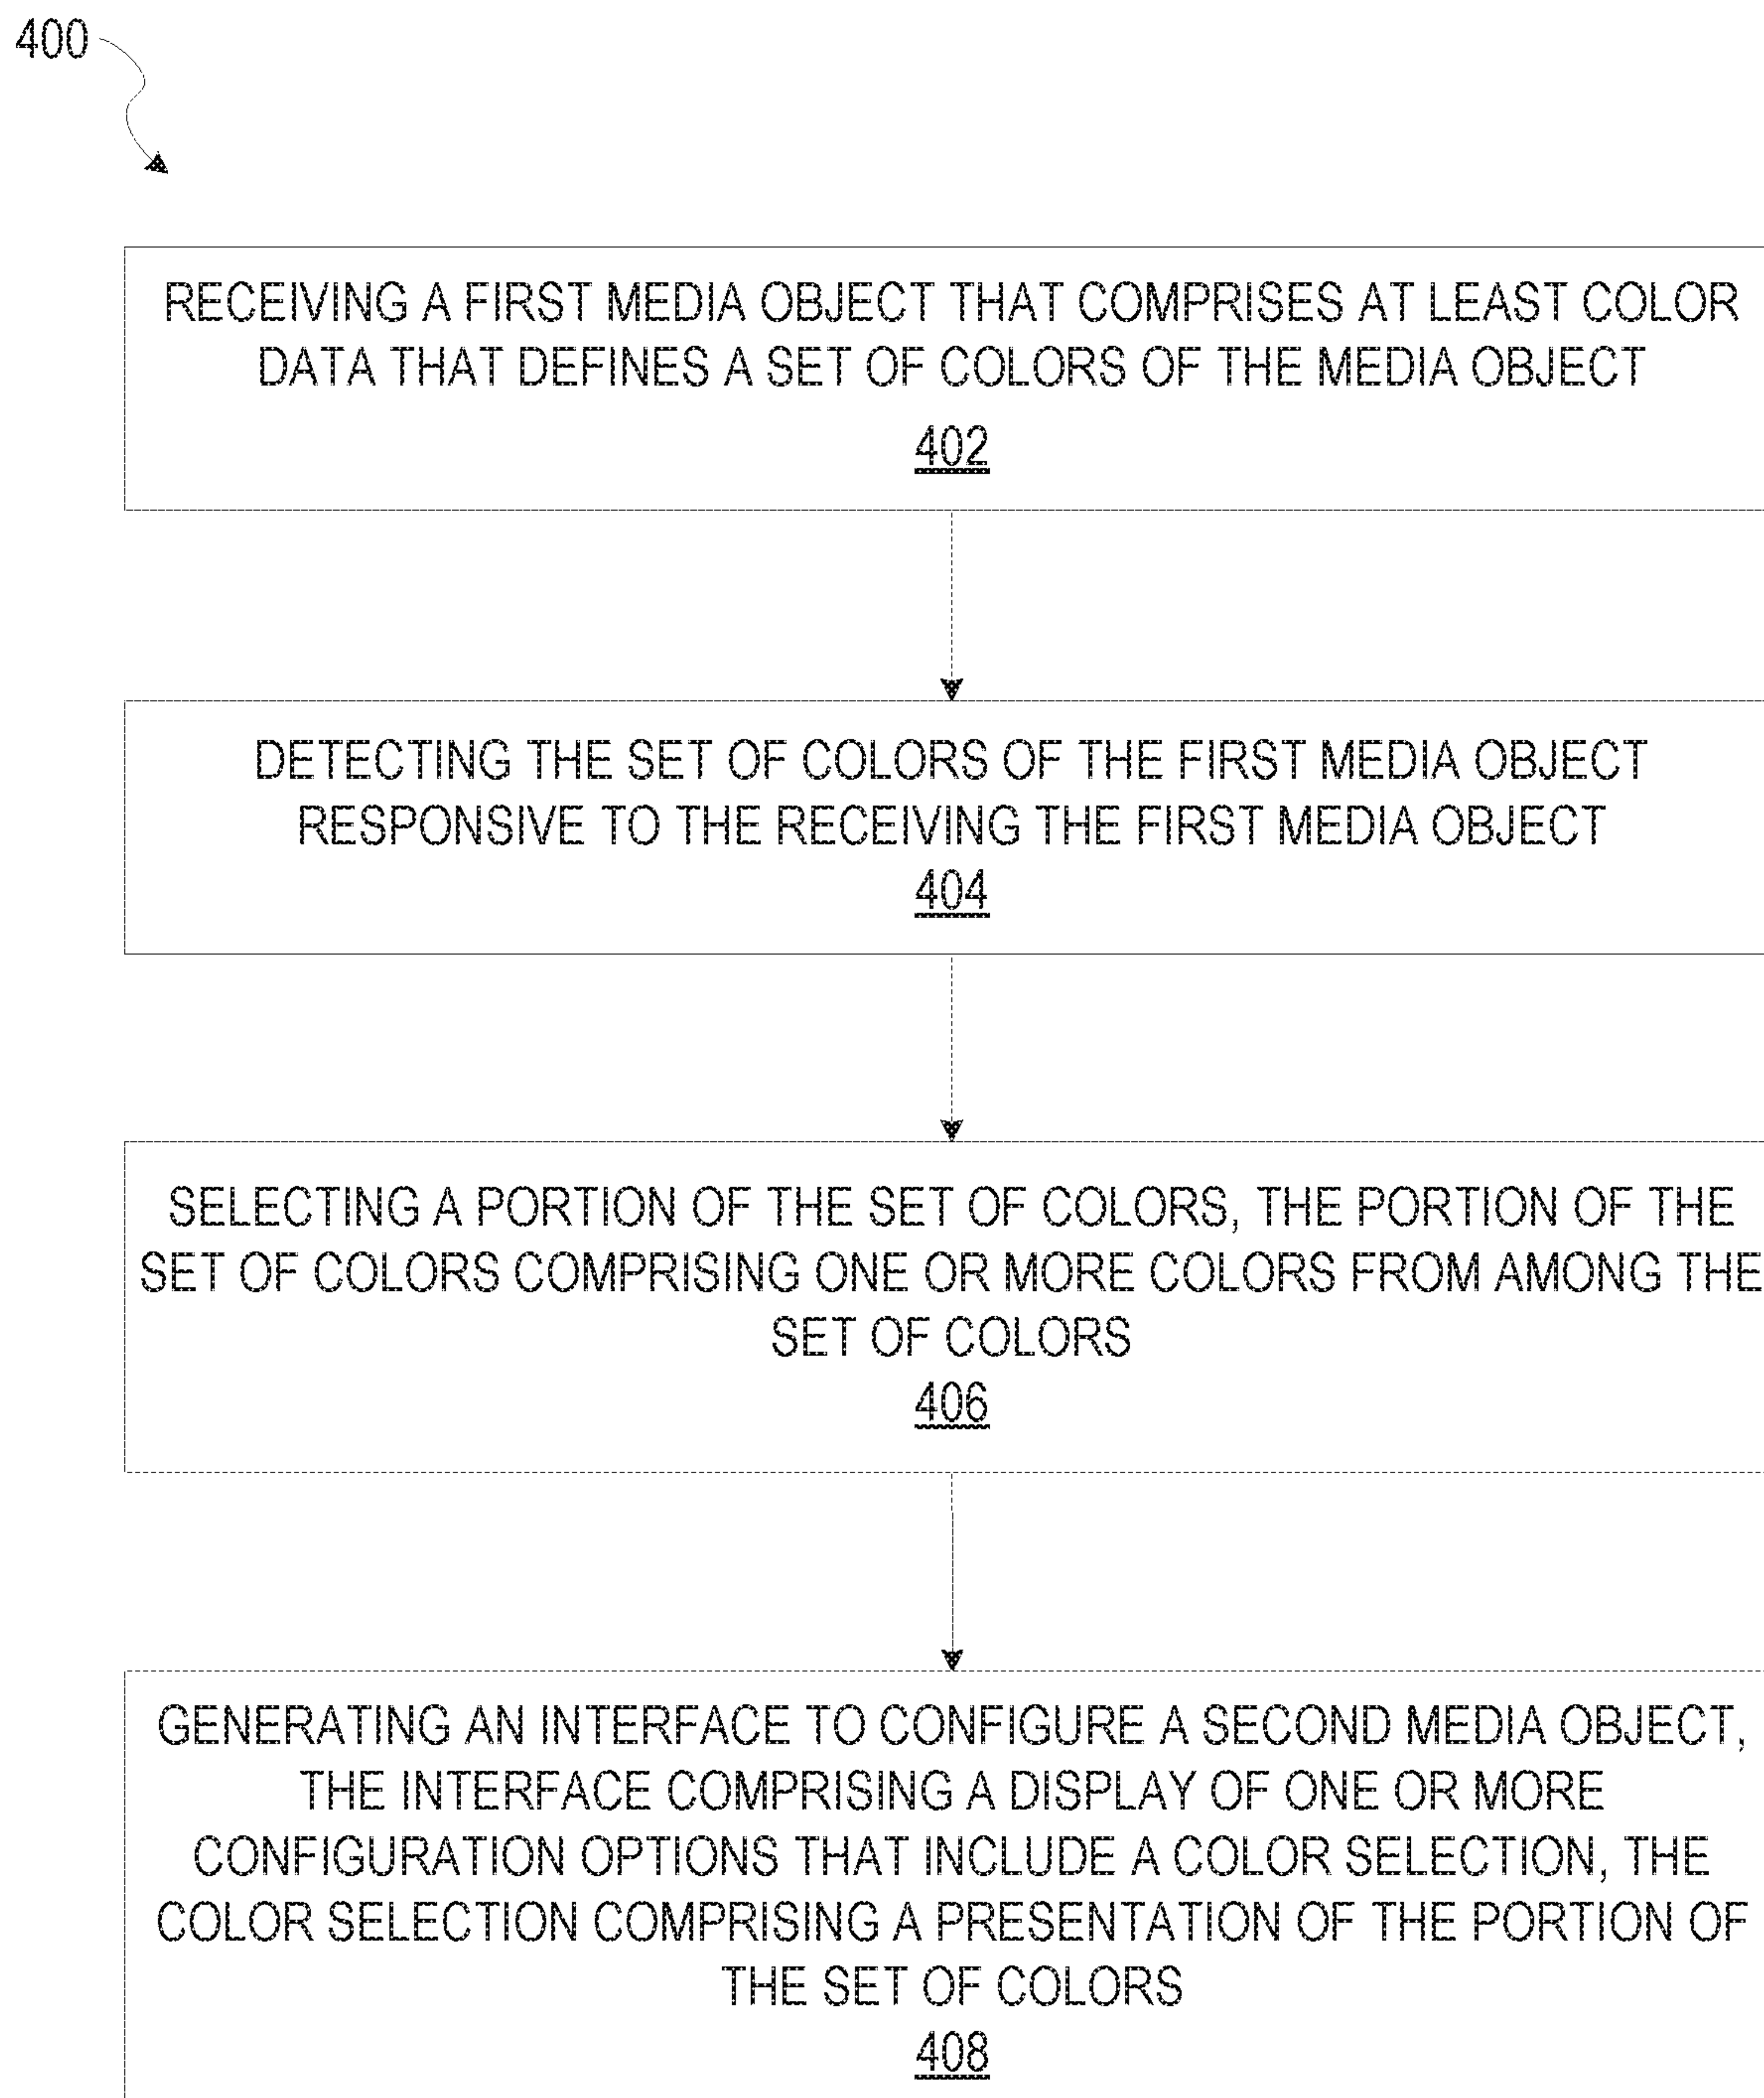 400
RECEIVING A FIRST MEDIA OBJECT THAT COMPRISES AT LEAST COLOR
DATA THAT DEFINES A SET OF COLORS OF THE MEDIA OBJECT
402
DETECTING THE SET OF COLORS OF THE FIRST MEDIA OBJECT
RESPONSIVE TO THE RECEIVING THE FIRST MEDIA OBJECT
404
SELECTING A PORTION OF THE SET OF COLORS, THE PORTION OF THE
SET OF COLORS COMPRISING ONE OR MORE COLORS FROM AMONG THE
SET OF COLORS
406
GENERATING AN INTERFACE TO CONFIGURE A SECOND MEDIA OBJECT,
THE INTERFACE COMPRISING A DISPLAY OF ONE OR MORE
CONFIGURATION OPTIONS THAT INCLUDE A COLOR SELECTION, THE
COLOR SELECTION COMPRISING A PRESENTATION OF THE PORTION OF
THE SET OF COLORS
408